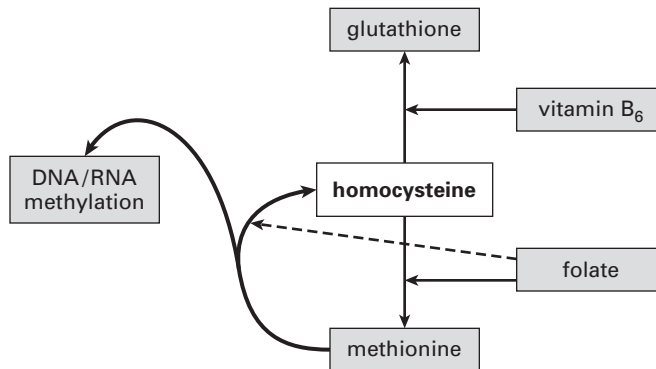 glutathione
vitamin B₆
DNA/RNA
methylation
homocysteine
folate
methionine